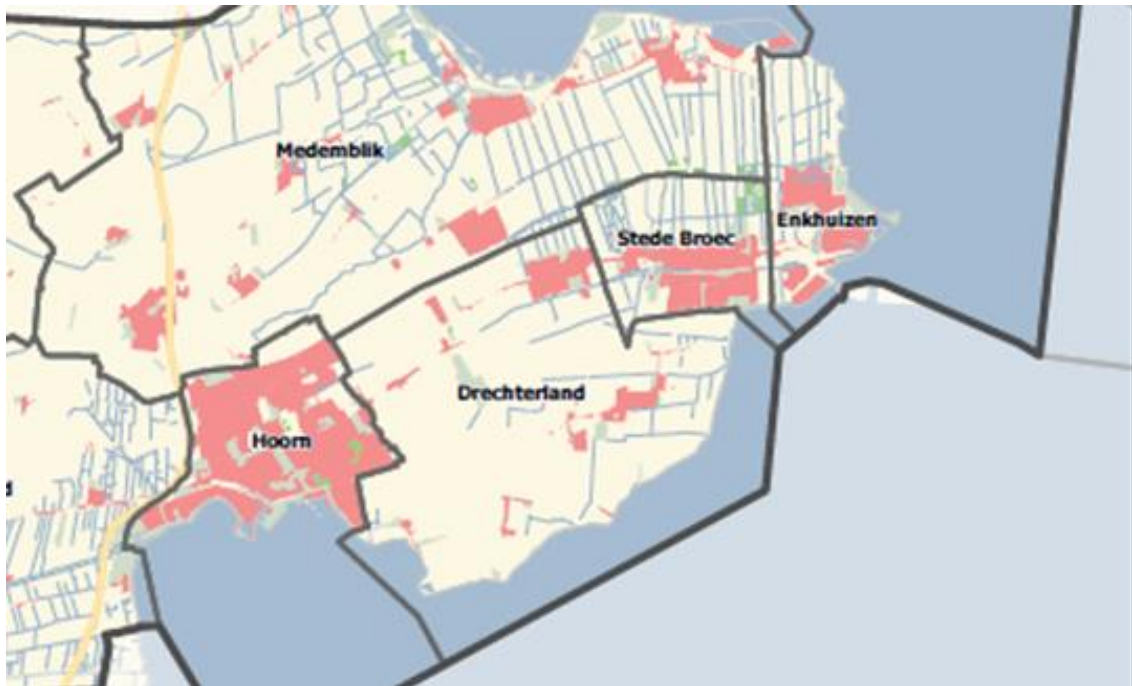 Medemblik
Enkhuizen
Stede Broec
Drechterland
Hoorn
d